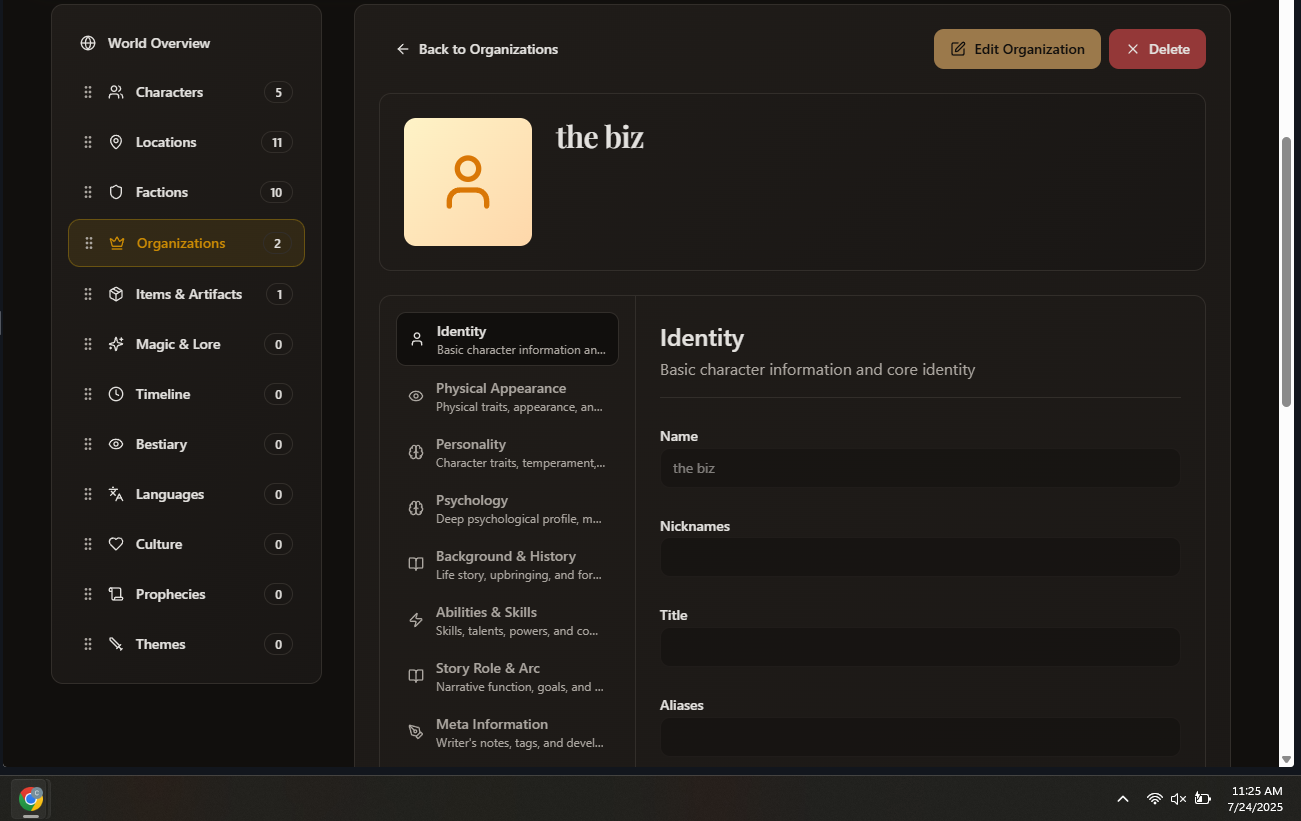 World Overview
Characters 5
Locations 11
Factions 10
Organizations 2
Items & Artifacts 1
Magic & Lore 0
Timeline 0
Bestiary 0
Languages 0
Culture 0
Prophecies 0
Themes 0
Back to Organizations
Edit Organization
Delete
the biz
Identity
Basic character information an...
Physical Appearance
Physical traits, appearance, an...
Personality
Character traits, temperament,...
Psychology
Deep psychological profile, m...
Background & History
Life story, upbringing, and for...
Abilities & Skills
Skills, talents, powers, and co...
Story Role & Arc
Narrative function, goals, and ...
Meta Information
Writer's notes, tags, and devel...
Identity
Basic character information and core identity
Name
the biz
Nicknames
Title
Aliases
11:25 AM
7/24/2025